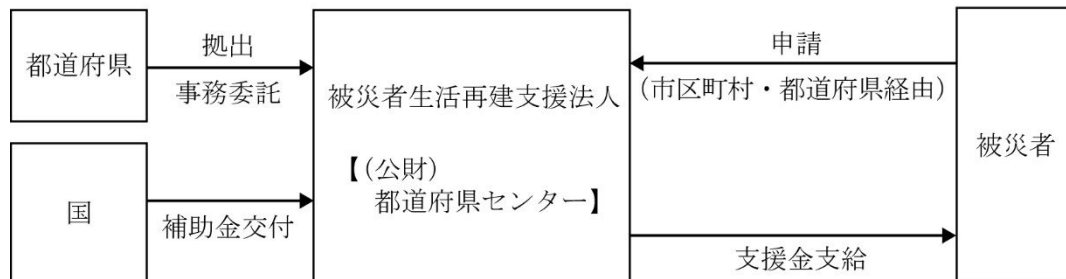 都道府県
拠出
事務委託
国
補助金交付
被災者生活再建支援法人
【(公財)
都道府県センター】
申請
(市区町村・都道府県経由)
支援金支給
被災者